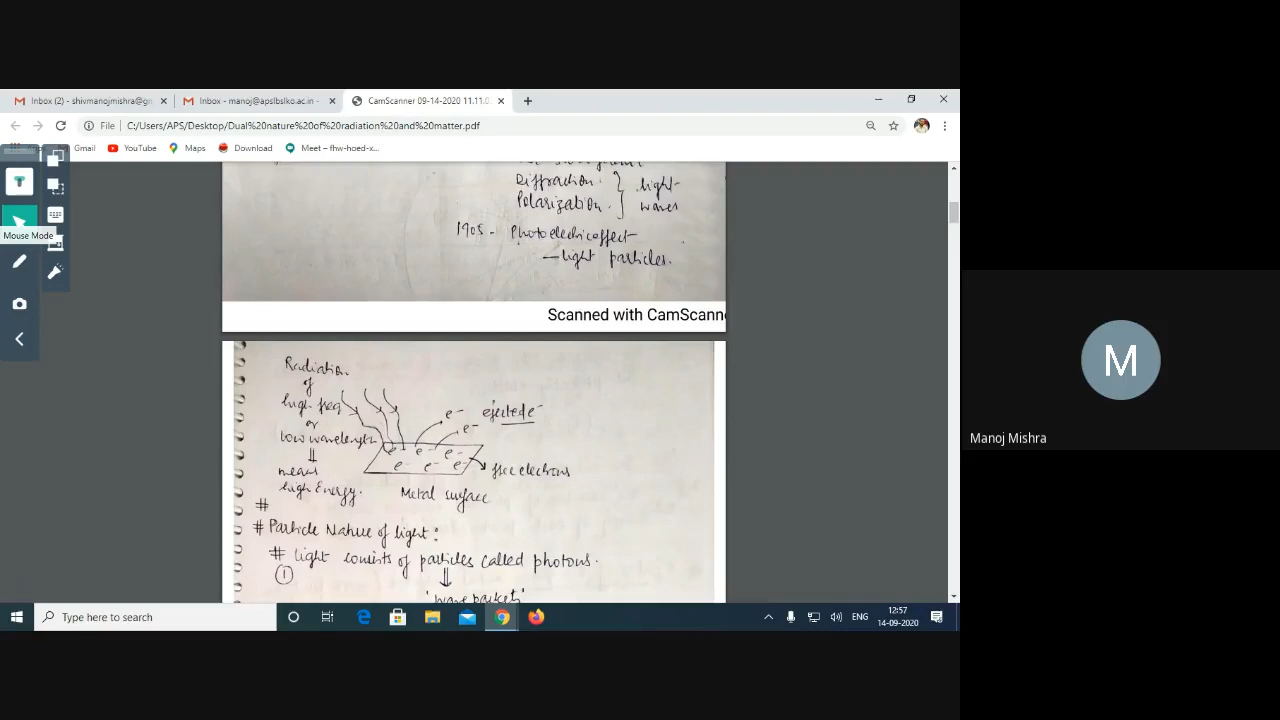 Inbox (2) - shivmanojmishra@gm
Inbox - manoj@apslbslko.ac.in -
CamScanner 09-14-2020 11.11.0
File
C:/Users/APS/Desktop/Dual%20nature%20of%20radiation%20and%20matter.pdf
Gmail
YouTube
Maps
Download
Meet – fhw-hoed-x...
Mouse Mode
Diffraction. } light-
Polarization. waves
1905 - Photoelectric effect
— light particles.
Scanned with CamScann
Radiation
of
high freq
or
low wavelength
⇓
means
high Energy.
e- ejected e-
e-
e- e- e-
e- e- e-
free electrons
Metal surface
#
# Particle Nature of light :
# light consists of particles called photons.
①
⇓
'wave packets'
Type here to search
ENG
12:57
14-09-2020
M
Manoj Mishra